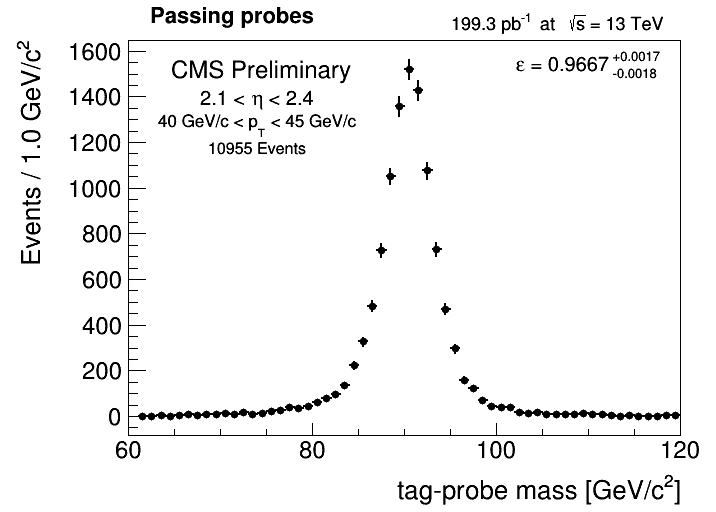 Passing probes
199.3 pb⁻¹ at √s = 13 TeV
CMS Preliminary
2.1 < η < 2.4
40 GeV/c < p_T < 45 GeV/c
10955 Events
ε = 0.9667 +0.0017 -0.0018
Events / 1.0 GeV/c²
1600
1400
1200
1000
800
600
400
200
0
60 80 100 120
tag-probe mass [GeV/c²]